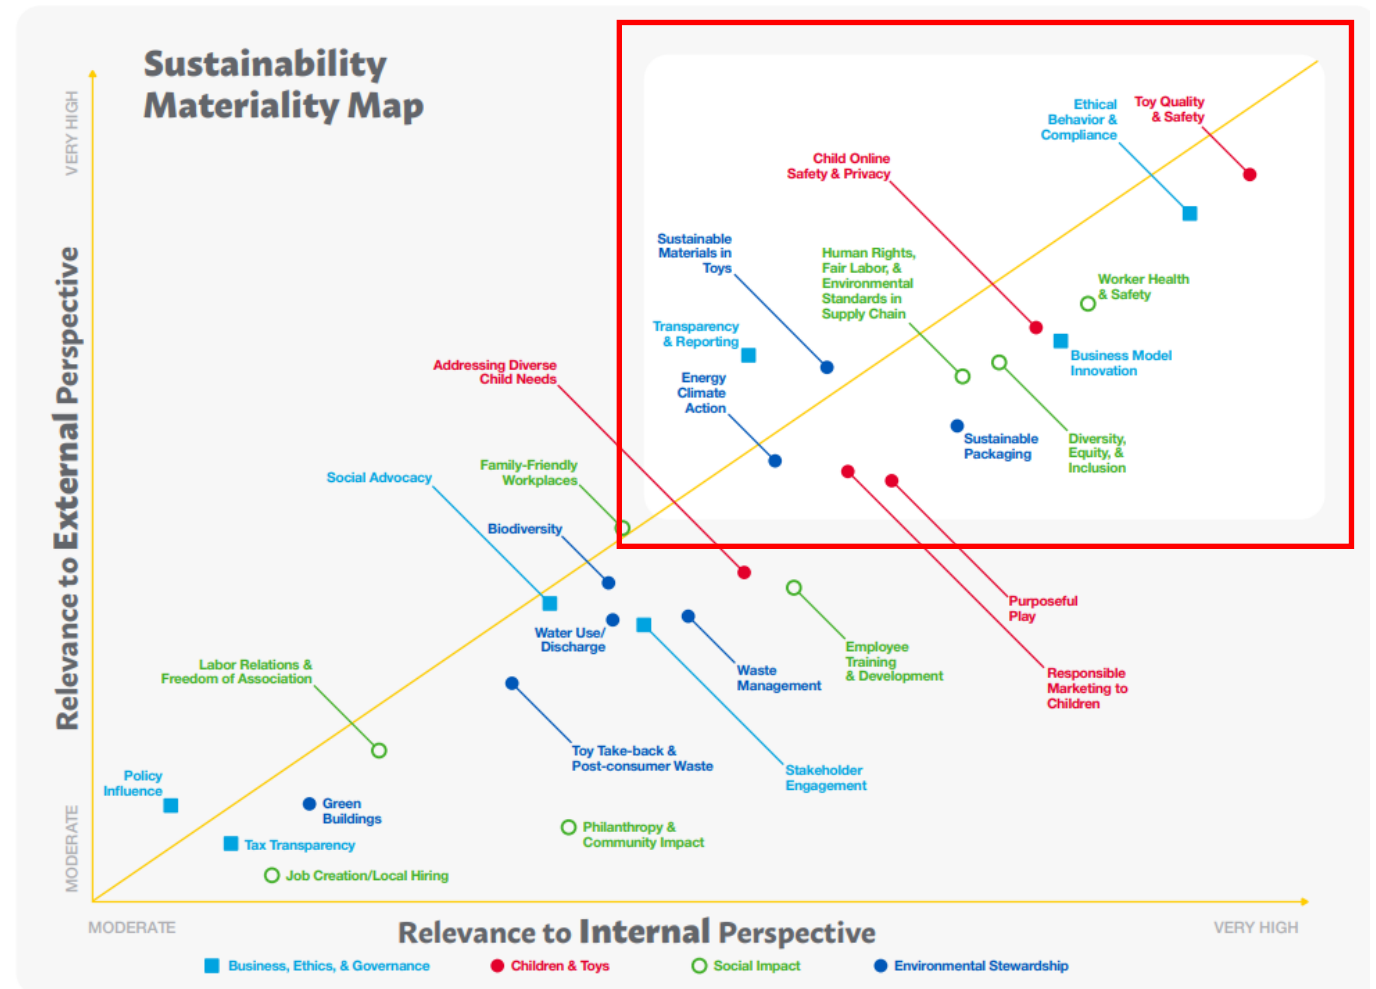 Sustainability
Materiality Map
VERY HIGH
Relevance to External Perspective
MODERATE
Ethical
Behavior &
Compliance
Toy Quality
& Safety
Child Online
Safety & Privacy
Sustainable
Materials in
Toys
Human Rights,
Fair Labor, &
Environmental
Standards in
Supply Chain
Worker Health
& Safety
Transparency
& Reporting
Business Model
Innovation
Addressing Diverse
Child Needs
Energy
Climate
Action
Sustainable
Packaging
Diversity,
Equity, &
Inclusion
Family-Friendly
Workplaces
Social Advocacy
Biodiversity
Purposeful
Play
Water Use/
Discharge
Employee
Training
& Development
Waste
Management
Responsible
Marketing to
Children
Labor Relations &
Freedom of Association
Toy Take-back &
Post-consumer Waste
Stakeholder
Engagement
Policy
Influence
Green
Buildings
Philanthropy &
Community Impact
Tax Transparency
Job Creation/Local Hiring
MODERATE
Relevance to Internal Perspective
VERY HIGH
Business, Ethics, & Governance
Children & Toys
Social Impact
Environmental Stewardship